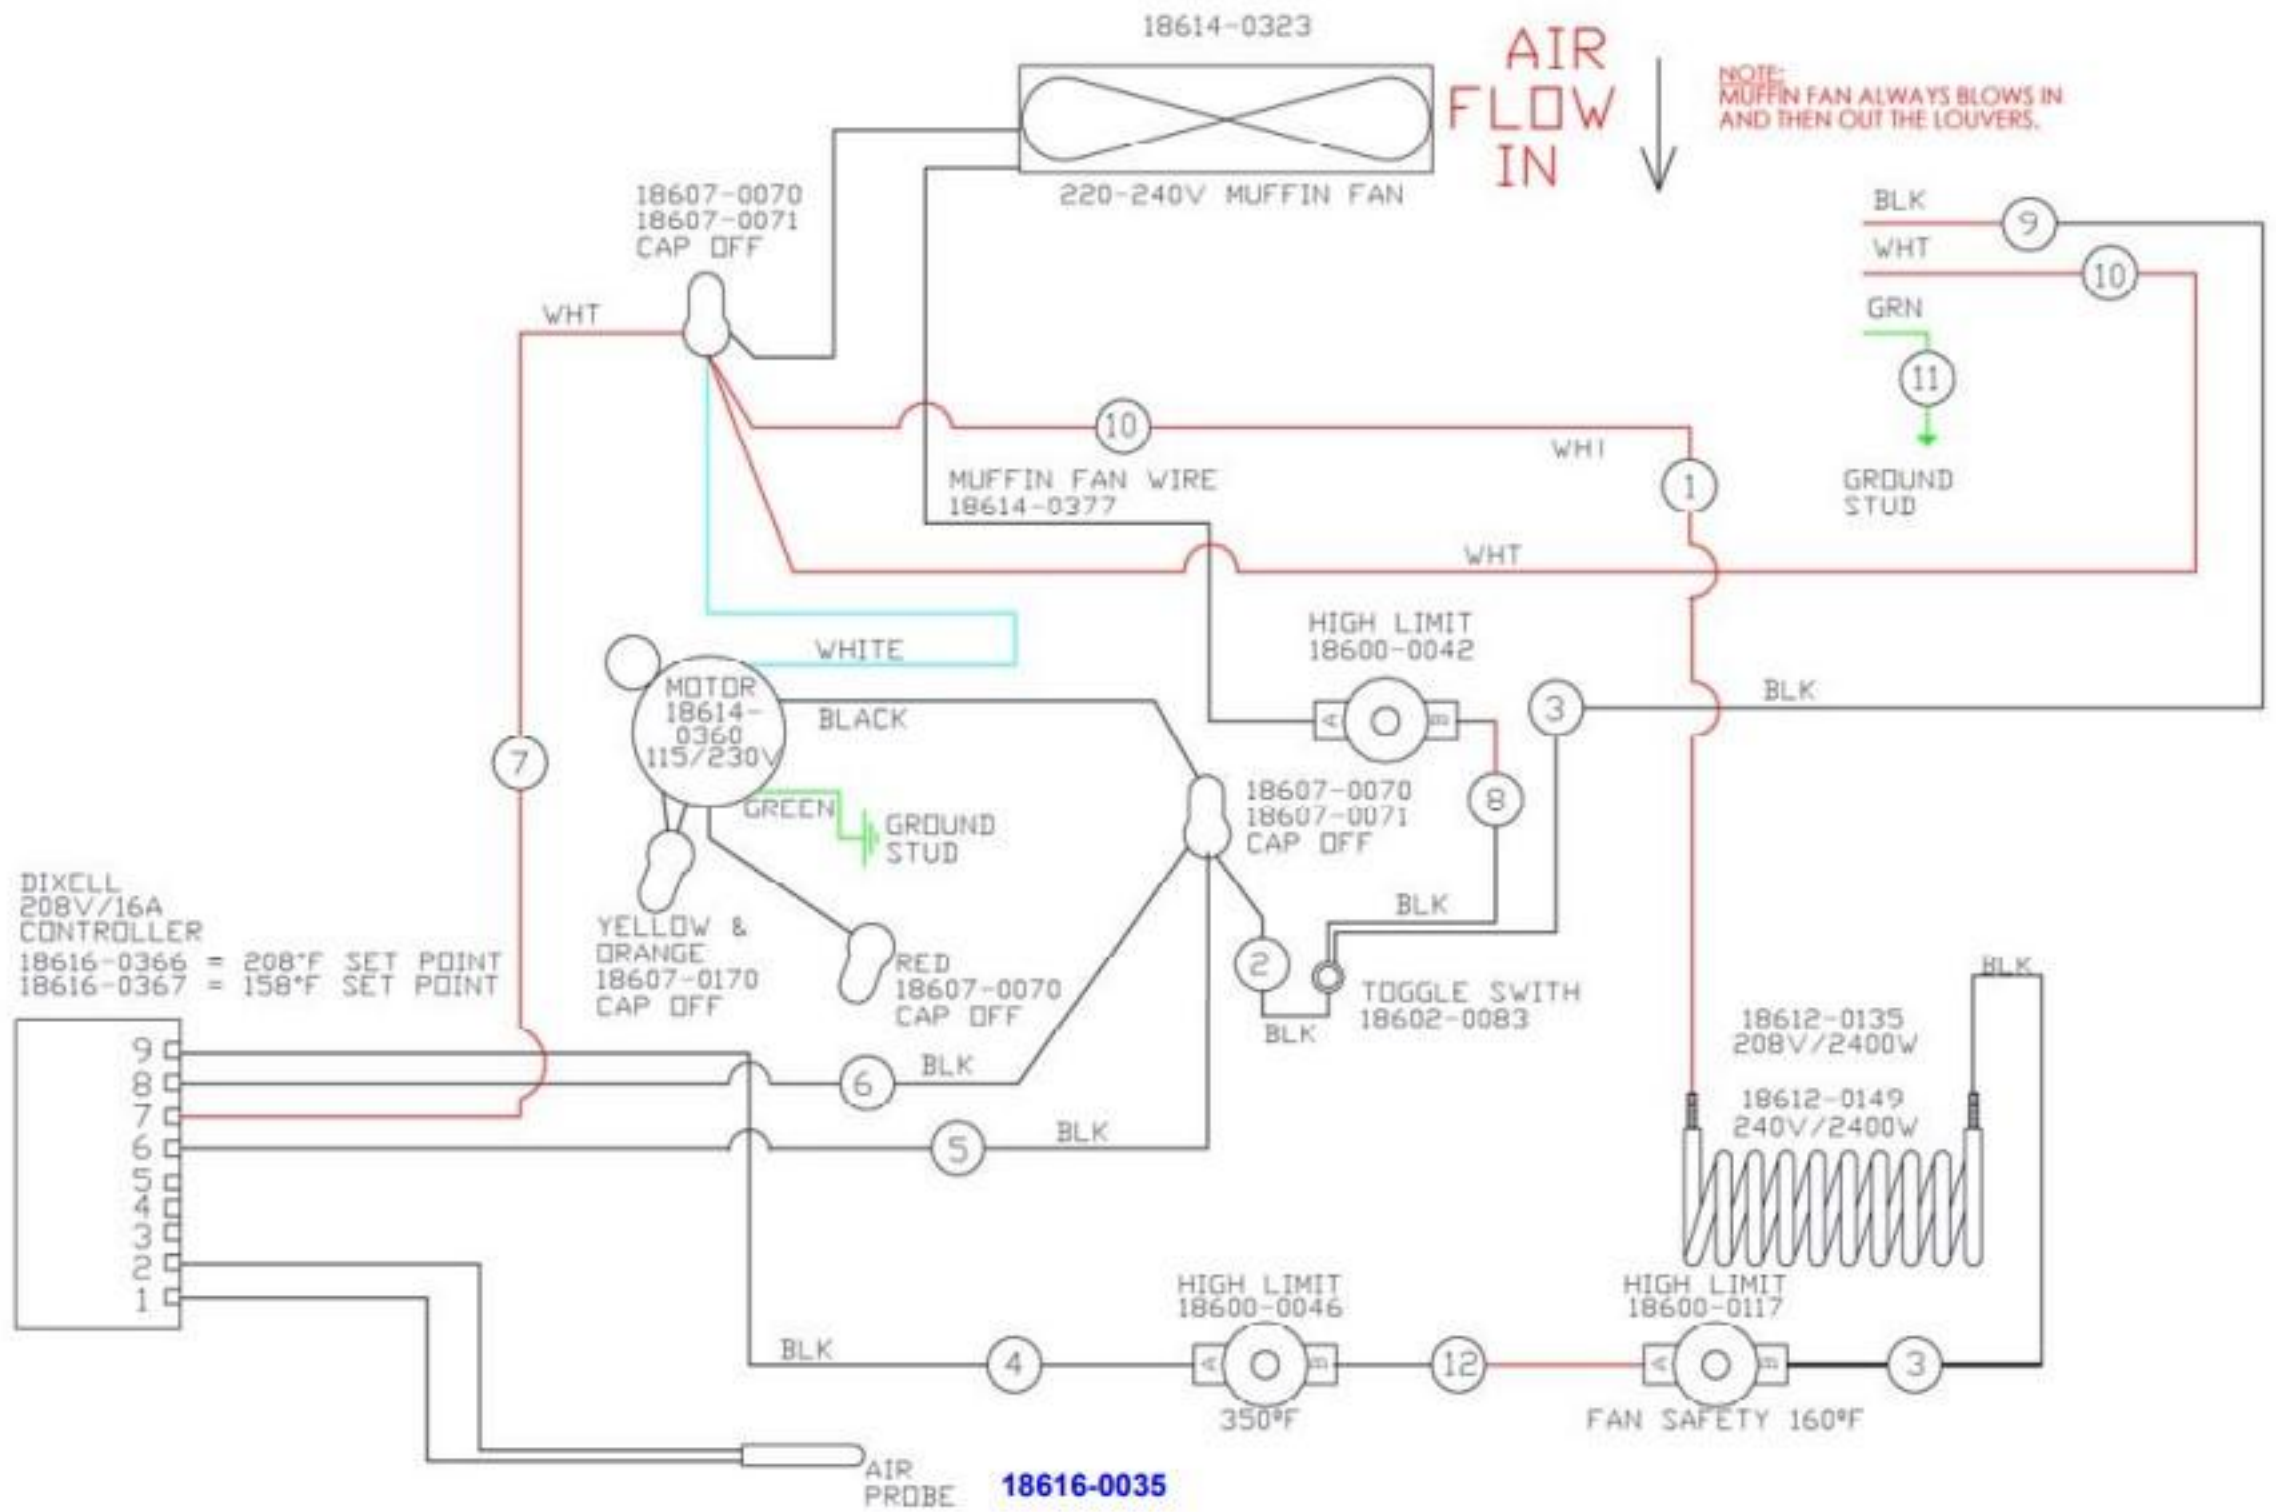 18614-0323
AIR
FLOW
IN
NOTE:
MUFFIN FAN ALWAYS BLOWS IN
AND THEN OUT THE LOUVERS.
220-240V MUFFIN FAN
18607-0070
18607-0071
CAP OFF
BLK
9
WHT
10
GRN
11
GROUND
STUD
WHT
10
WHT
1
MUFFIN FAN WIRE
18614-0377
WHT
HIGH LIMIT
18600-0042
A
B
WHITE
MOTOR
18614-
0360
115/230V
BLACK
3
BLK
7
GREEN
GROUND
STUD
18607-0070
18607-0071
CAP OFF
8
BLK
DIXELL
208V/16A
CONTROLLER
18616-0366 = 208°F SET POINT
18616-0367 = 158°F SET POINT
YELLOW &
ORANGE
18607-0170
CAP OFF
RED
18607-0070
CAP OFF
2
BLK
TOGGLE SWITH
18602-0083
BLK
18612-0135
208V/2400W
18612-0149
240V/2400W
9
8
7
6
5
4
3
2
1
6
BLK
5
BLK
HIGH LIMIT
18600-0046
A
B
350°F
HIGH LIMIT
18600-0117
A
B
FAN SAFETY 160°F
BLK
4
12
3
AIR
PROBE
18616-0035